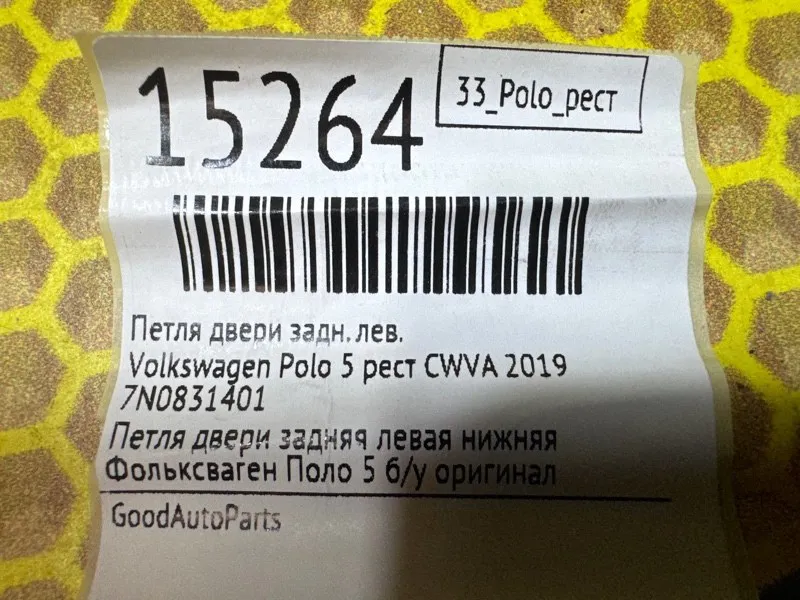 15264
33_Polo_рест
Петля двери задн. лев.
Volkswagen Polo 5 рест CWVA 2019
7N0831401
Петля двери задняя левая нижняя
Фольксваген Поло 5 б/у оригинал
GoodAutoParts